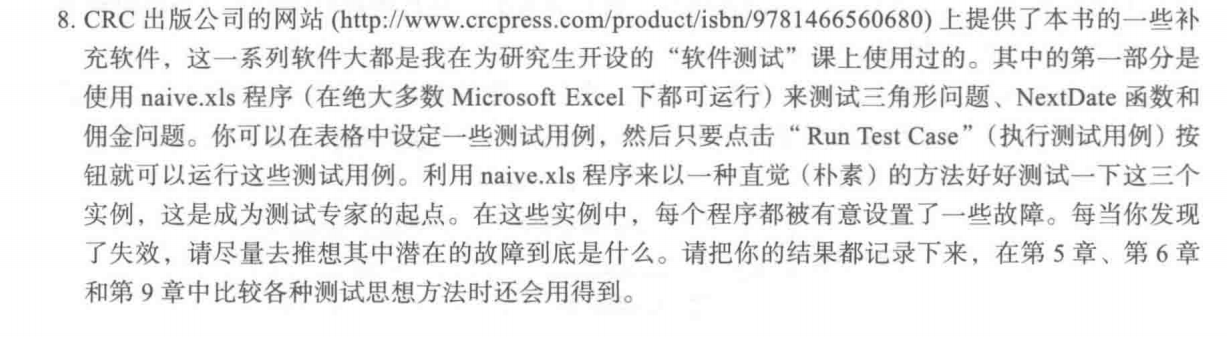 8. CRC 出版公司的网站 (http://www.crcpress.com/product/isbn/9781466560680) 上提供了本书的一些补
充软件，这一系列软件大都是我在为研究生开设的“软件测试”课上使用过的。其中的第一部分是
使用 naive.xls 程序（在绝大多数 Microsoft Excel 下都可运行）来测试三角形问题、NextDate 函数和
佣金问题。你可以在表格中设定一些测试用例，然后只要点击“Run Test Case”（执行测试用例）按
钮就可以运行这些测试用例。利用 naive.xls 程序来以一种直觉（朴素）的方法好好测试一下这三个
实例，这是成为测试专家的起点。在这些实例中，每个程序都被有意设置了一些故障。每当你发现
了失效，请尽量去推想其中潜在的故障到底是什么。请把你的结果都记录下来，在第 5 章、第 6 章
和第 9 章中比较各种测试思想方法时还会用得到。